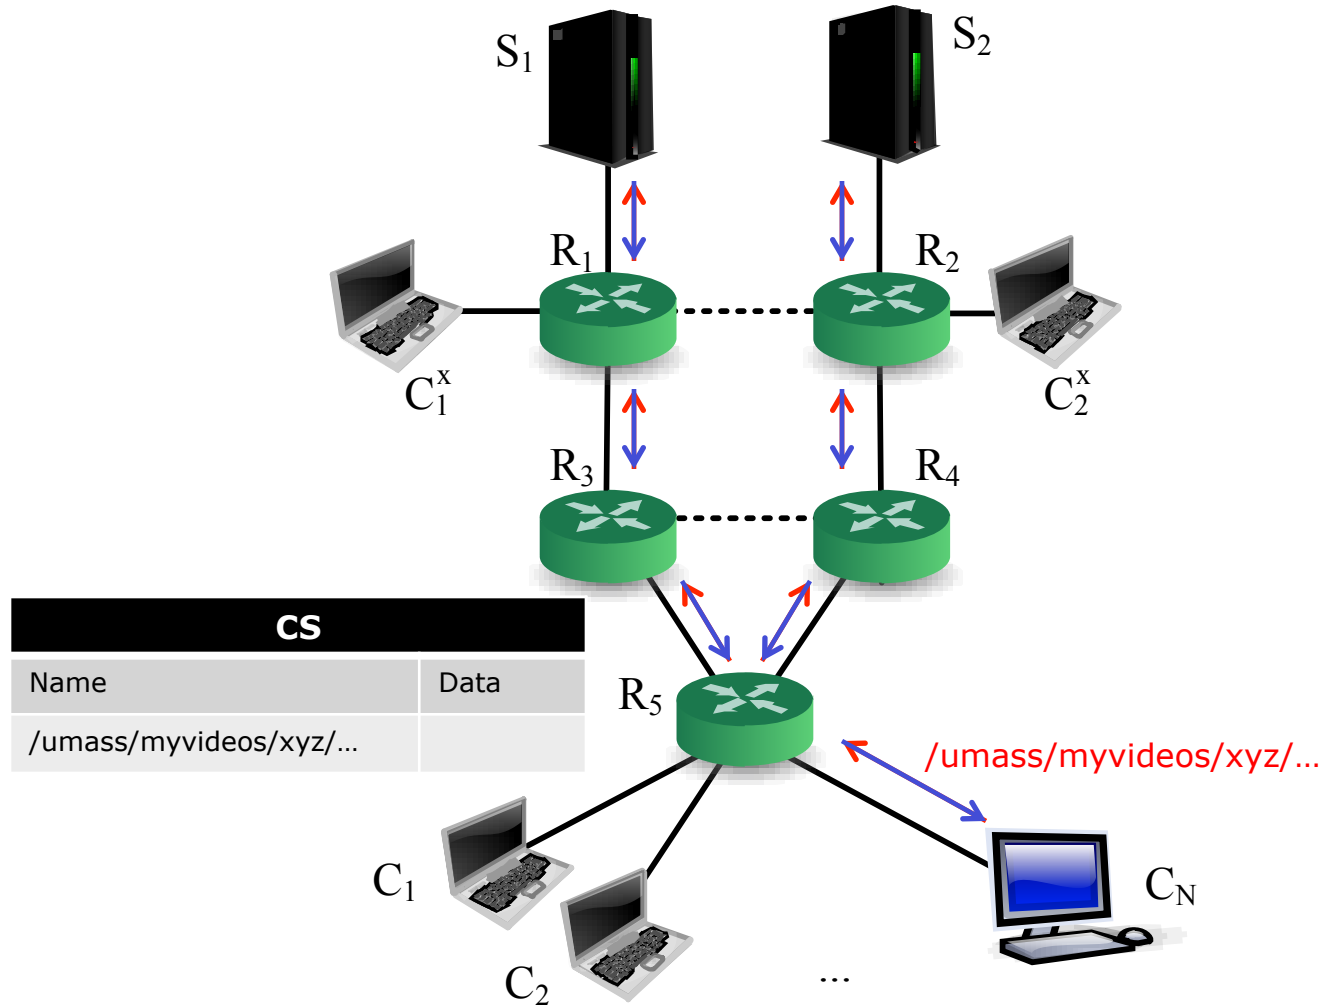 S₁
S₂
R₁
R₂
C₁ˣ
C₂ˣ
R₃
R₄
CS
Name Data
/umass/myvideos/xyz/…
R₅
/umass/myvideos/xyz/…
C₁
C₂
…
C_N